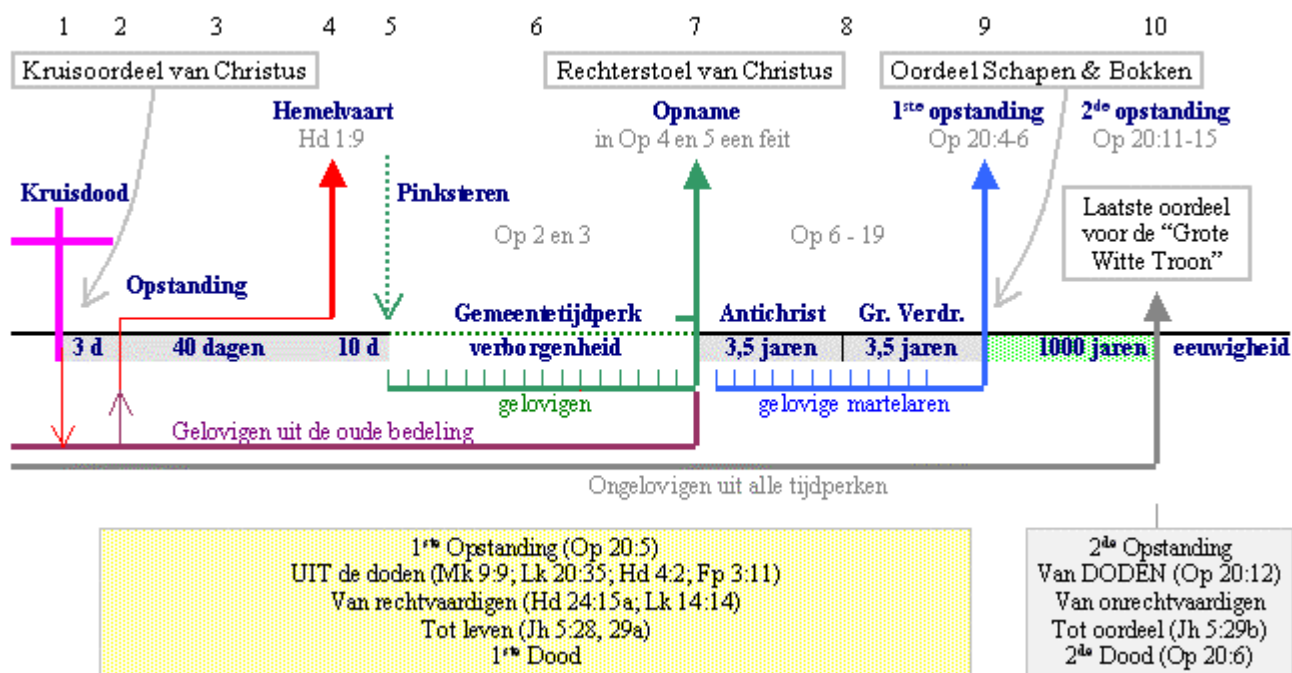 1 2 3 4 5 6 7 8 9 10
Kruisoordeel van Christus Rechterstoel van Christus Oordeel Schapen & Bokken
Hemelvaart Opname 1ste opstanding 2de opstanding
Hd 1:9 in Op 4 en 5 een feit Op 20:4-6 Op 20:11-15
Kruisdood Pinksteren
Laatste oordeel
voor de “Grote
Witte Troon”
Op 2 en 3 Op 6 - 19
Opstanding
Gemeentetijdperk Antichrist Gr. Verdr.
3 d 40 dagen 10 d verborgenheid 3,5 jaren 3,5 jaren 1000 jaren eeuwigheid
gelovigen gelovige martelaren
Gelovigen uit de oude bedeling
Ongelovigen uit alle tijdperken
1ste Opstanding (Op 20:5)
UIT de doden (Mk 9:9; Lk 20:35; Hd 4:2; Fp 3:11)
Van rechtvaardigen (Hd 24:15a; Lk 14:14)
Tot leven (Jh 5:28, 29a)
1ste Dood
2de Opstanding
Van DODEN (Op 20:12)
Van onrechtvaardigen
Tot oordeel (Jh 5:29b)
2de Dood (Op 20:6)